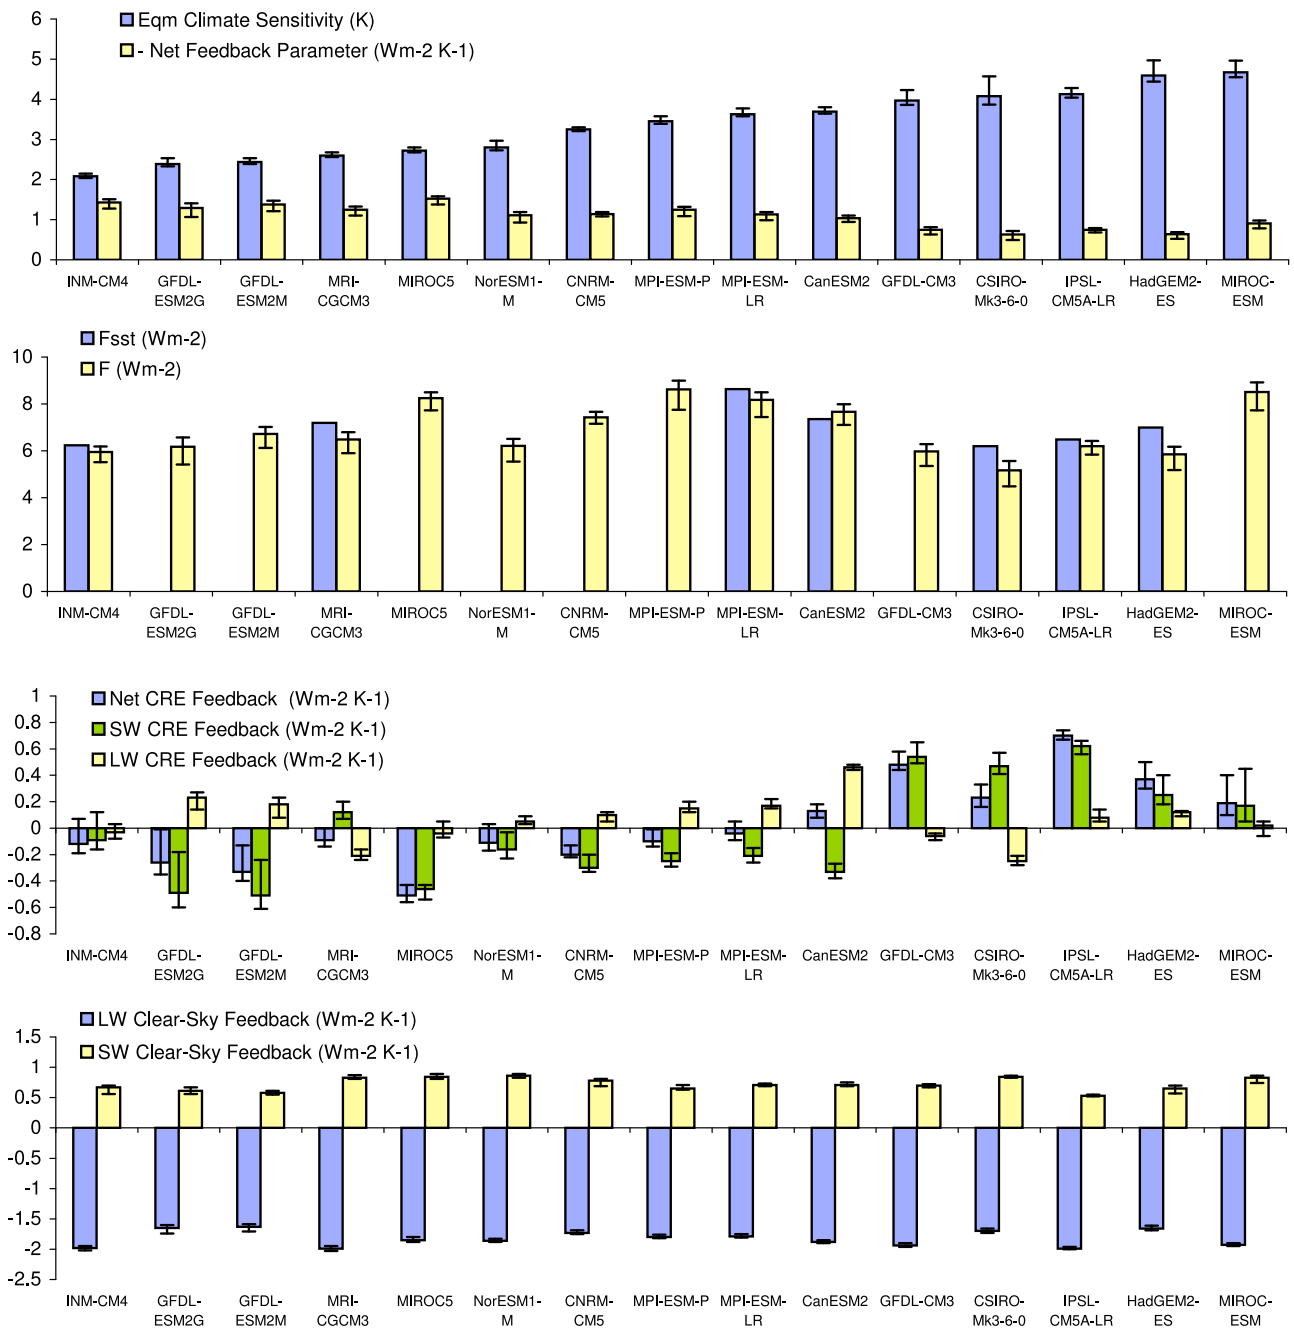 6
Eqm Climate Sensitivity (K)
- Net Feedback Parameter (Wm-2 K-1)
5
4
3
2
1
0
INM-CM4 GFDL-ESM2G GFDL-ESM2M MRI-CGCM3 MIROC5 NorESM1-M CNRM-CM5 MPI-ESM-P MPI-ESM-LR CanESM2 GFDL-CM3 CSIRO-Mk3-6-0 IPSL-CM5A-LR HadGEM2-ES MIROC-ESM
Fsst (Wm-2)
F (Wm-2)
10
8
6
4
2
0
INM-CM4 GFDL-ESM2G GFDL-ESM2M MRI-CGCM3 MIROC5 NorESM1-M CNRM-CM5 MPI-ESM-P MPI-ESM-LR CanESM2 GFDL-CM3 CSIRO-Mk3-6-0 IPSL-CM5A-LR HadGEM2-ES MIROC-ESM
1
Net CRE Feedback (Wm-2 K-1)
0.8
SW CRE Feedback (Wm-2 K-1)
0.6
LW CRE Feedback (Wm-2 K-1)
0.4
0.2
0
-0.2
-0.4
-0.6
-0.8
INM-CM4 GFDL-ESM2G GFDL-ESM2M MRI-CGCM3 MIROC5 NorESM1-M CNRM-CM5 MPI-ESM-P MPI-ESM-LR CanESM2 GFDL-CM3 CSIRO-Mk3-6-0 IPSL-CM5A-LR HadGEM2-ES MIROC-ESM
LW Clear-Sky Feedback (Wm-2 K-1)
1.5
SW Clear-Sky Feedback (Wm-2 K-1)
1
0.5
0
-0.5
-1
-1.5
-2
-2.5
INM-CM4 GFDL-ESM2G GFDL-ESM2M MRI-CGCM3 MIROC5 NorESM1-M CNRM-CM5 MPI-ESM-P MPI-ESM-LR CanESM2 GFDL-CM3 CSIRO-Mk3-6-0 IPSL-CM5A-LR HadGEM2-ES MIROC-ESM